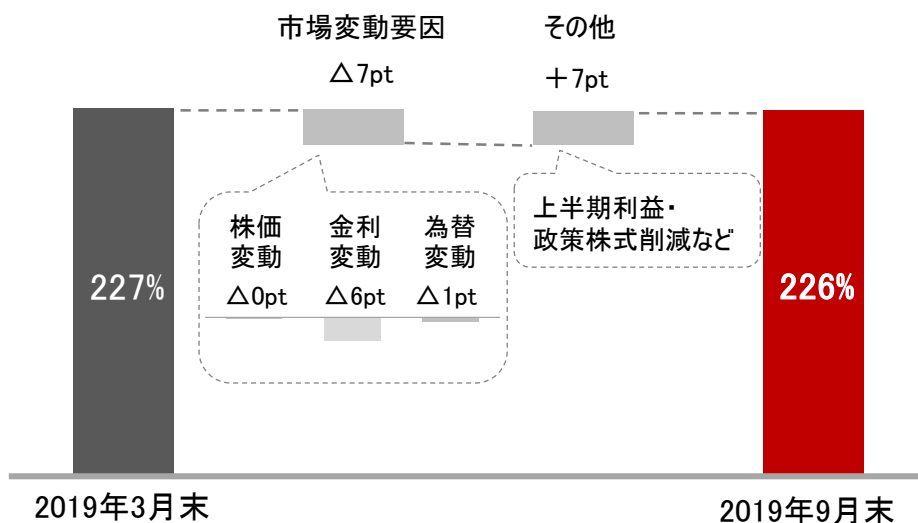 市場変動要因
△7pt
その他
＋7pt
株価
変動
△0pt
金利
変動
△6pt
為替
変動
△1pt
上半期利益・
政策株式削減など
227%
226%
2019年3月末
2019年9月末